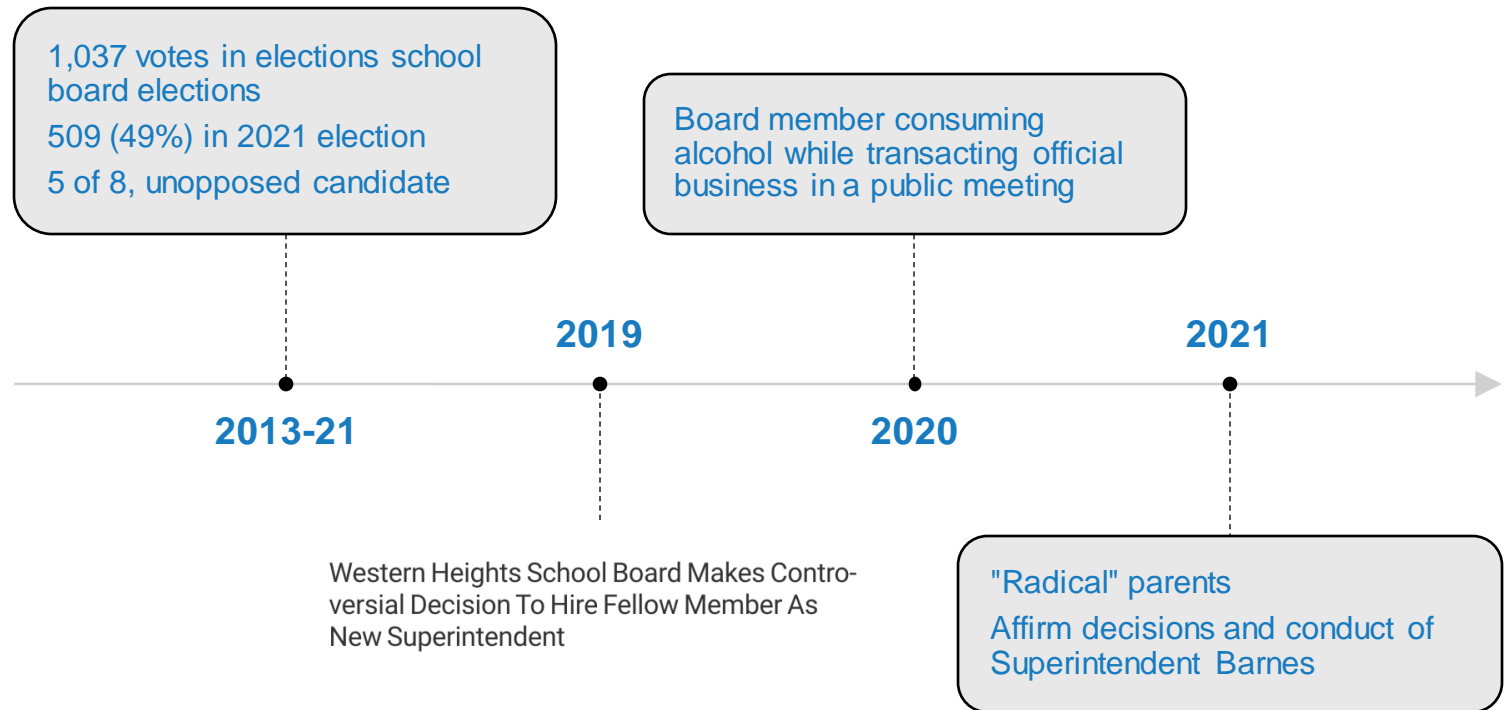 1,037 votes in elections school
board elections
509 (49%) in 2021 election
5 of 8, unopposed candidate
Board member consuming
alcohol while transacting official
business in a public meeting
2019
2021
2013-21
2020
Western Heights School Board Makes Contro-
versial Decision To Hire Fellow Member As
New Superintendent
"Radical" parents
Affirm decisions and conduct of
Superintendent Barnes